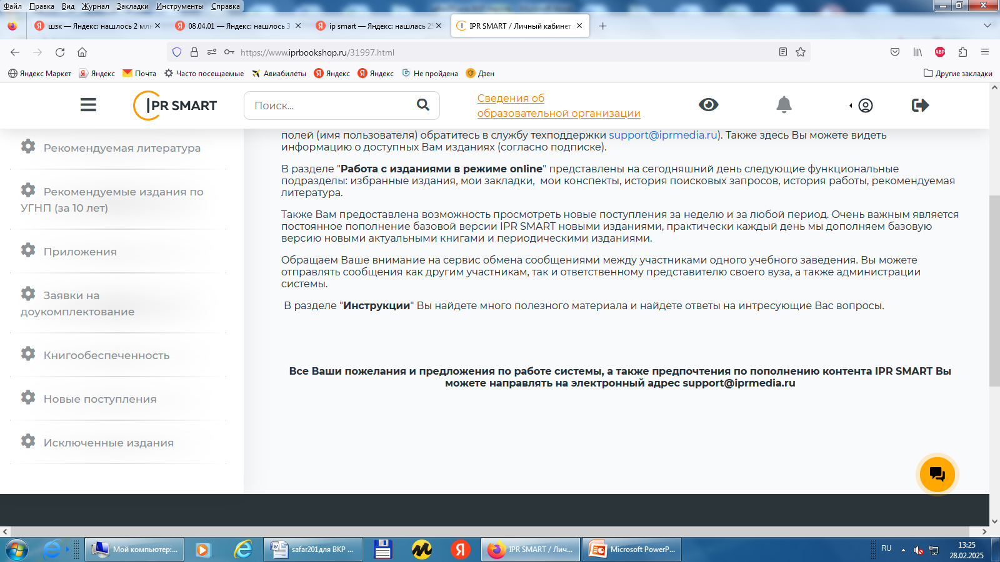 Файл Правка Вид Журнал Закладки Инструменты Справка
шзк — Яндекс: нашлось 2 млн
08.04.01 — Яндекс: нашлось 3
ip smart — Яндекс: нашлась 25
IPR SMART / Личный кабинет
https://www.iprbookshop.ru/31997.html
ABP
Яндекс Маркет Яндекс Почта Часто посещаемые Авиабилеты Яндекс Яндекс Не пройдена Дзен Другие закладки
IPR SMART
Поиск...
Сведения об
образовательной организации
Рекомендуемая литература
Рекомендуемые издания по
УГНП (за 10 лет)
Приложения
Заявки на
доукомплектование
Книгообеспеченность
Новые поступления
Исключенные издания
полей (имя пользователя) обратитесь в службу техподдержки support@iprmedia.ru). Также здесь Вы можете видеть
информацию о доступных Вам изданиях (согласно подписке).
В разделе "Работа с изданиями в режиме online" представлены на сегодняшний день следующие функциональные
подразделы: избранные издания, мои закладки, мои конспекты, история поисковых запросов, история работы, рекомендуемая
литература.
Также Вам предоставлена возможность просмотреть новые поступления за неделю и за любой период. Очень важным является
постоянное пополнение базовой версии IPR SMART новыми изданиями, практически каждый день мы дополняем базовую
версию новыми актуальными книгами и периодическими изданиями.
Обращаем Ваше внимание на сервис обмена сообщениями между участниками одного учебного заведения. Вы можете
отправлять сообщения как другим участникам, так и ответственному представителю своего вуза, а также администрации
системы.
В разделе "Инструкции" Вы найдете много полезного материала и найдете ответы на интресующие Вас вопросы.
Все Ваши пожелания и предложения по работе системы, а также предпочтения по пополнению контента IPR SMART Вы
можете направлять на электронный адрес support@iprmedia.ru
Мой компьютер:...
safar201для ВКР ...
IPR SMART / Лич...
Microsoft PowerP...
RU
13:25
28.02.2025